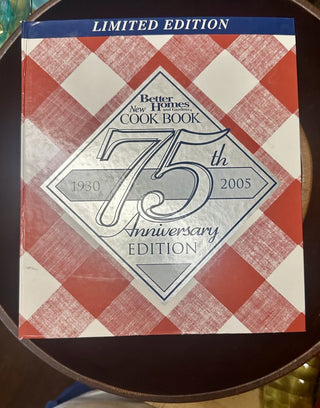 LIMITED EDITION
Better
New Homes and Gardens
COOK BOOK
75th
1930 2005
Anniversary
EDITION